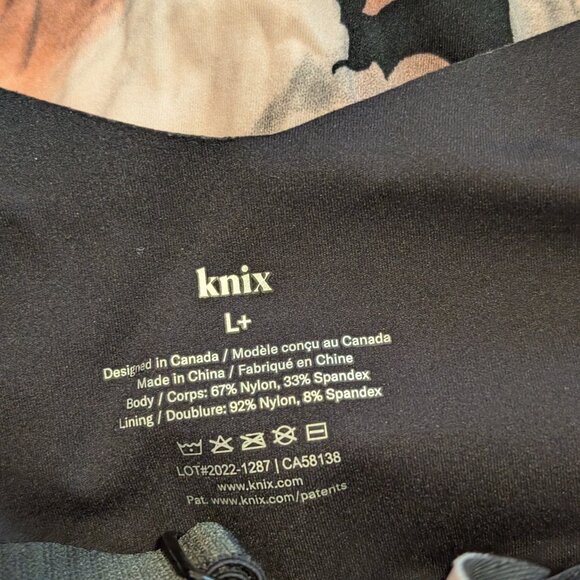 knix
L+
Designed in Canada / Modèle conçu au Canada
Made in China / Fabriqué en Chine
Body / Corps: 67% Nylon, 33% Spandex
Lining / Doublure: 92% Nylon, 8% Spandex
LOT#2022-1287 | CA58138
www.knix.com
Pat. www.knix.com/patents